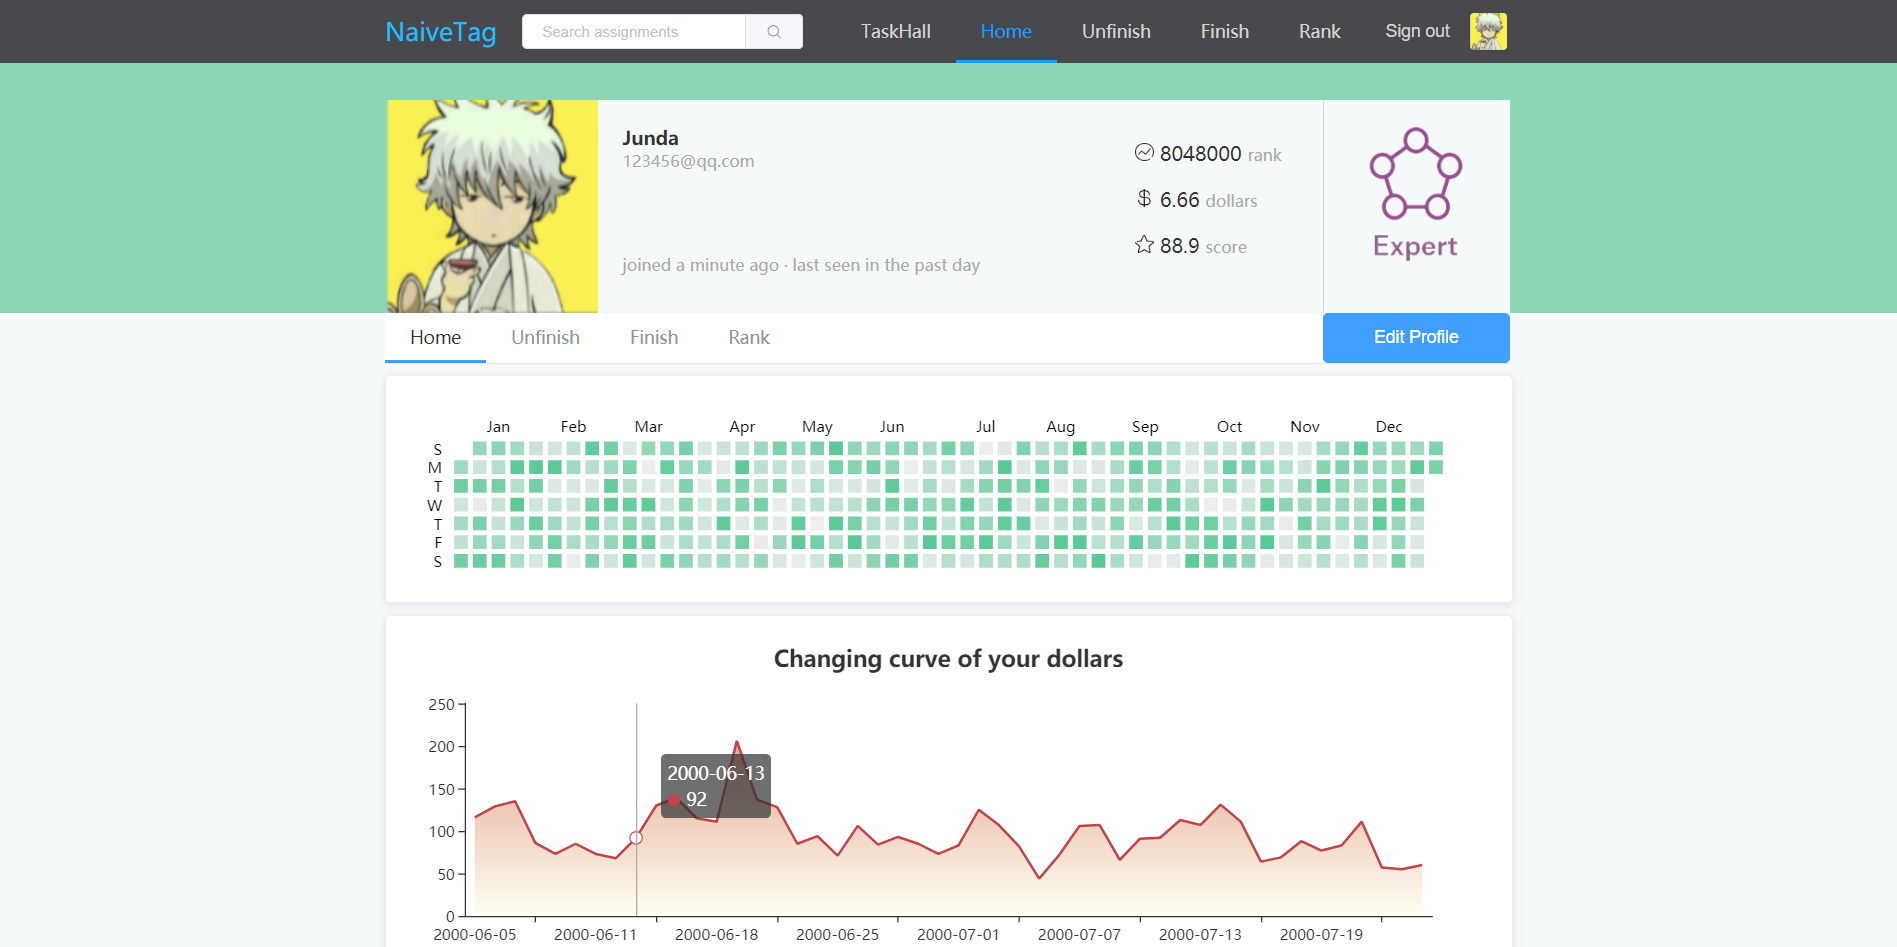 NaiveTag Search assignments TaskHall Home Unfinish Finish Rank Sign out
Junda
123456@qq.com
8048000 rank
6.66 dollars
88.9 score
joined a minute ago · last seen in the past day
Expert
Home Unfinish Finish Rank Edit Profile
Jan Feb Mar Apr May Jun Jul Aug Sep Oct Nov Dec
S
M
T
W
T
F
S
Changing curve of your dollars
250
200
150
100
50
0
2000-06-13
92
2000-06-05 2000-06-11 2000-06-18 2000-06-25 2000-07-01 2000-07-07 2000-07-13 2000-07-19